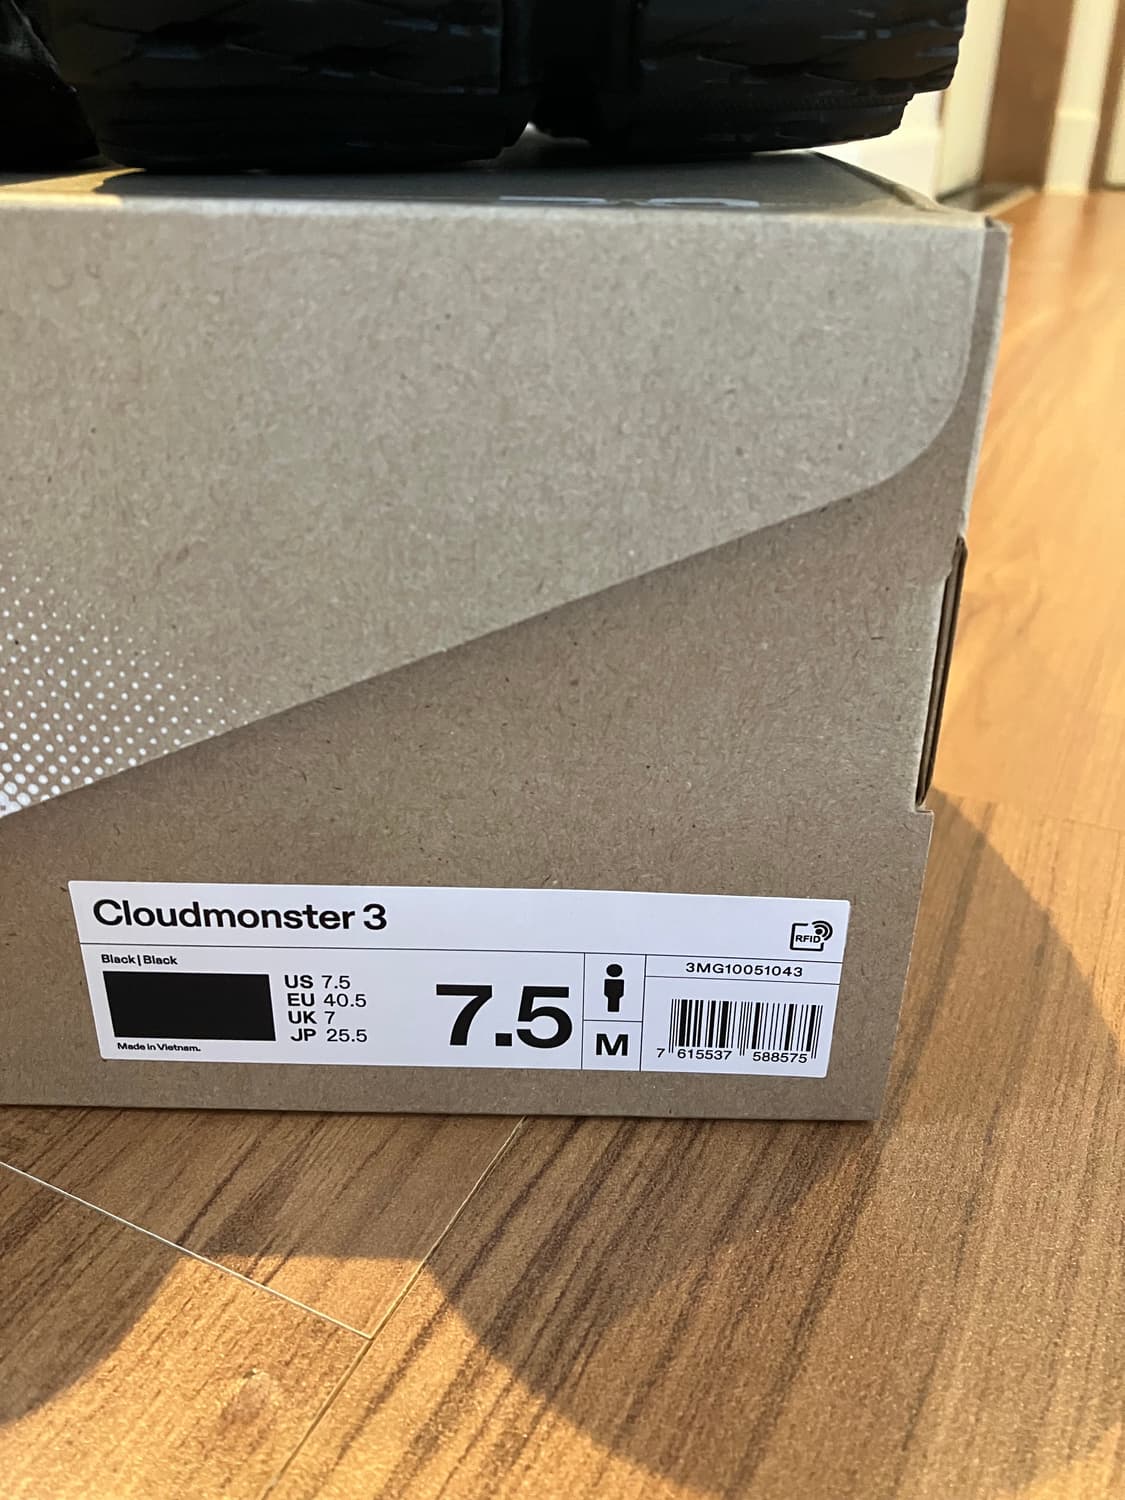 Cloudmonster 3
RFID
Black|Black
US 7.5
EU 40.5
UK 7
JP 25.5
Made in Vietnam.
7.5
M
3MG10051043
7 615537 588575